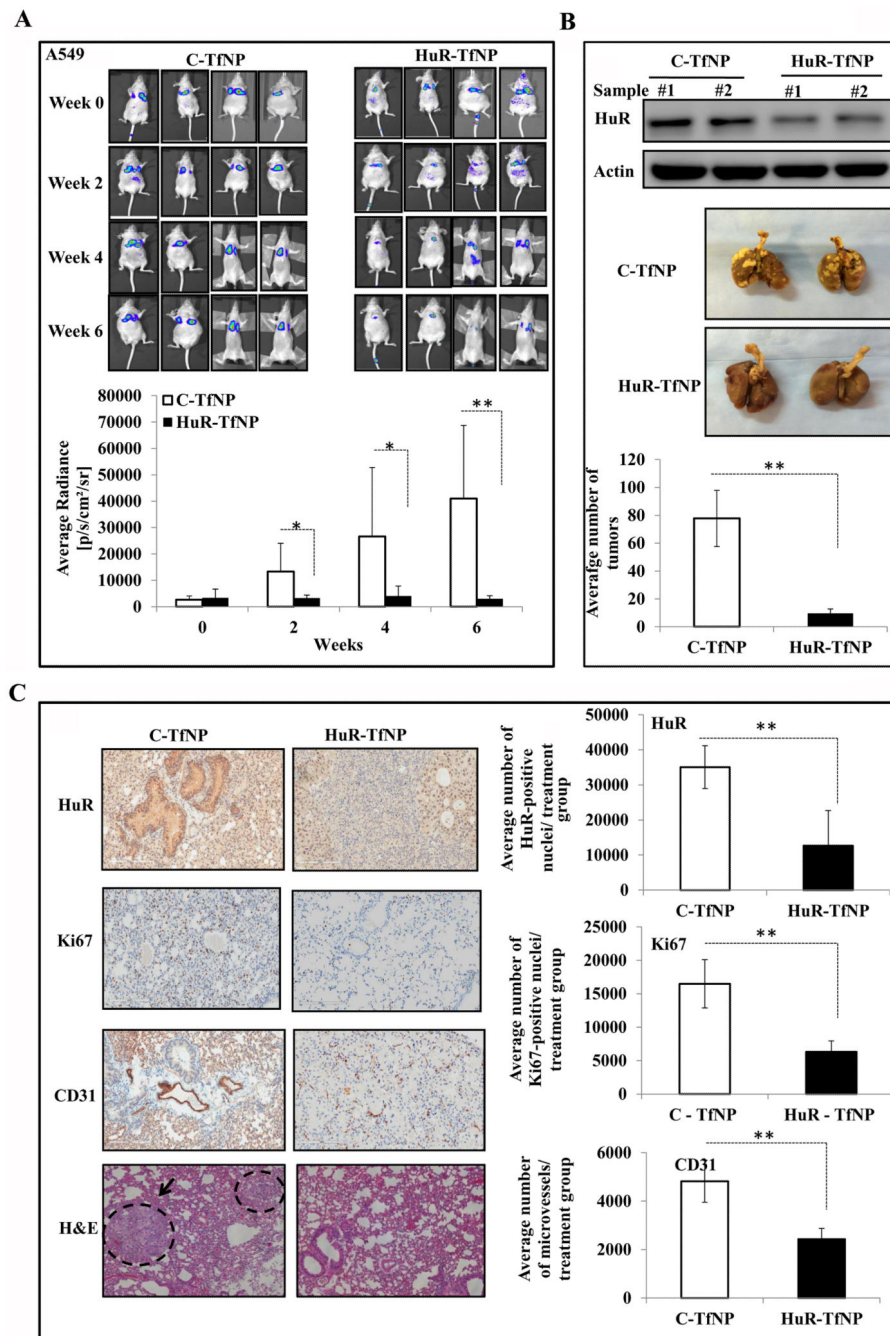 A
A549
C-TfNP
HuR-TfNP
Week 0
Week 2
Week 4
Week 6
Average Radiance
[p/s/cm²/sr]
80000
70000
60000
50000
40000
30000
20000
10000
0
C-TfNP
HuR-TfNP
*
*
**
0
2
4
6
Weeks
B
C-TfNP
HuR-TfNP
Sample
#1
#2
#1
#2
HuR
Actin
C-TfNP
HuR-TfNP
Averafge number of
tumors
120
100
80
60
40
20
0
**
C-TfNP
HuR-TfNP
C
C-TfNP
HuR-TfNP
HuR
Ki67
CD31
H&E
Average number of
HuR-positive
nuclei/ treatment
group
50000
40000
30000
20000
10000
0
HuR
**
C-TfNP
HuR-TfNP
Average number of
Ki67-positive nuclei/
treatment group
25000
20000
15000
10000
5000
0
Ki67
**
C - TfNP
HuR - TfNP
Average number
of microvessels/
treatment group
6000
4000
2000
0
CD31
**
C-TfNP
HuR-TfNP